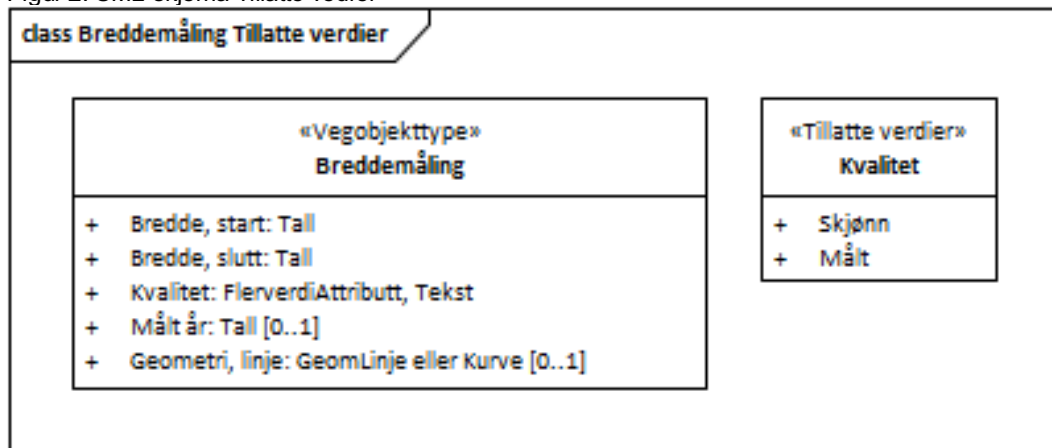 class Breddemåling Tillatte verdier
«Vegobjekttype»
Breddemåling
+ Bredde, start: Tall
+ Bredde, slutt: Tall
+ Kvalitet: FlerverdiAttributt, Tekst
+ Målt år: Tall [0..1]
+ Geometri, linje: GeomLinje eller Kurve [0..1]
«Tillatte verdier»
Kvalitet
+ Skjønn
+ Målt